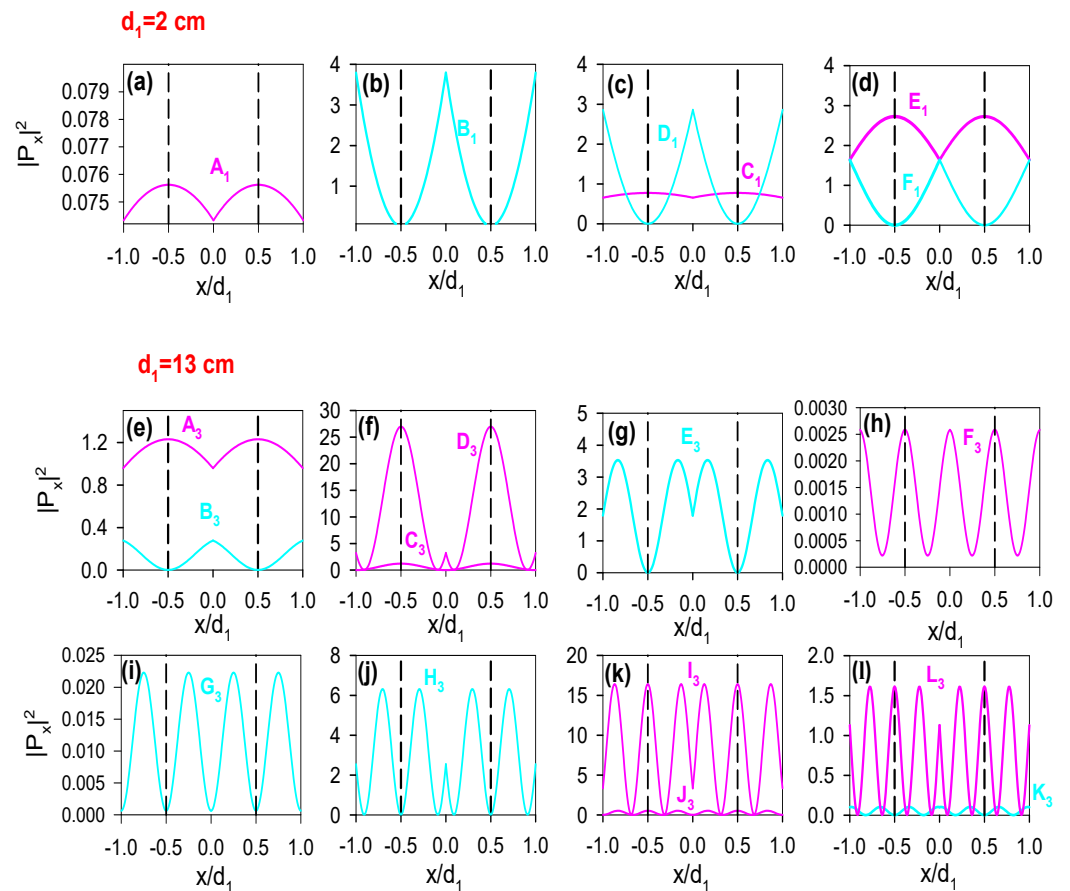 d₁=2 cm
(a) (b) (c) (d)
|Pₓ|²
0.079 0.078 0.077 0.076 0.075
4 3 2 1
4 3 2 1 0
4 3 2 1 0
A₁ B₁ D₁ C₁ E₁ F₁
-1.0 -0.5 0.0 0.5 1.0 -1.0 -0.5 0.0 0.5 1.0 -1.0 -0.5 0.0 0.5 1.0 -1.0 -0.5 0.0 0.5 1.0
x/d₁ x/d₁ x/d₁ x/d₁
d₁=13 cm
(e) (f) (g) (h)
|Pₓ|²
1.2 0.8 0.4 0.0
30 25 20 15 10 5 0
5 4 3 2 1 0
0.0030 0.0025 0.0020 0.0015 0.0010 0.0005 0.0000
A₃ B₃ D₃ C₃ E₃ F₃
-1.0 -0.5 0.0 0.5 1.0 -1.0 -0.5 0.0 0.5 1.0 -1.0 -0.5 0.0 0.5 1.0 -1.0 -0.5 0.0 0.5 1.0
x/d₁ x/d₁ x/d₁ x/d₁
(i) (j) (k) (l)
|Pₓ|²
0.025 0.020 0.015 0.010 0.005 0.000
8 6 4 2 0
20 15 10 5 0
2.0 1.5 1.0 0.5 0.0
G₃ H₃ I₃ J₃ L₃ K₃
-1.0 -0.5 0.0 0.5 1.0 -1.0 -0.5 0.0 0.5 1.0 -1.0 -0.5 0.0 0.5 1.0 -1.0 -0.5 0.0 0.5 1.0
x/d₁ x/d₁ x/d₁ x/d₁